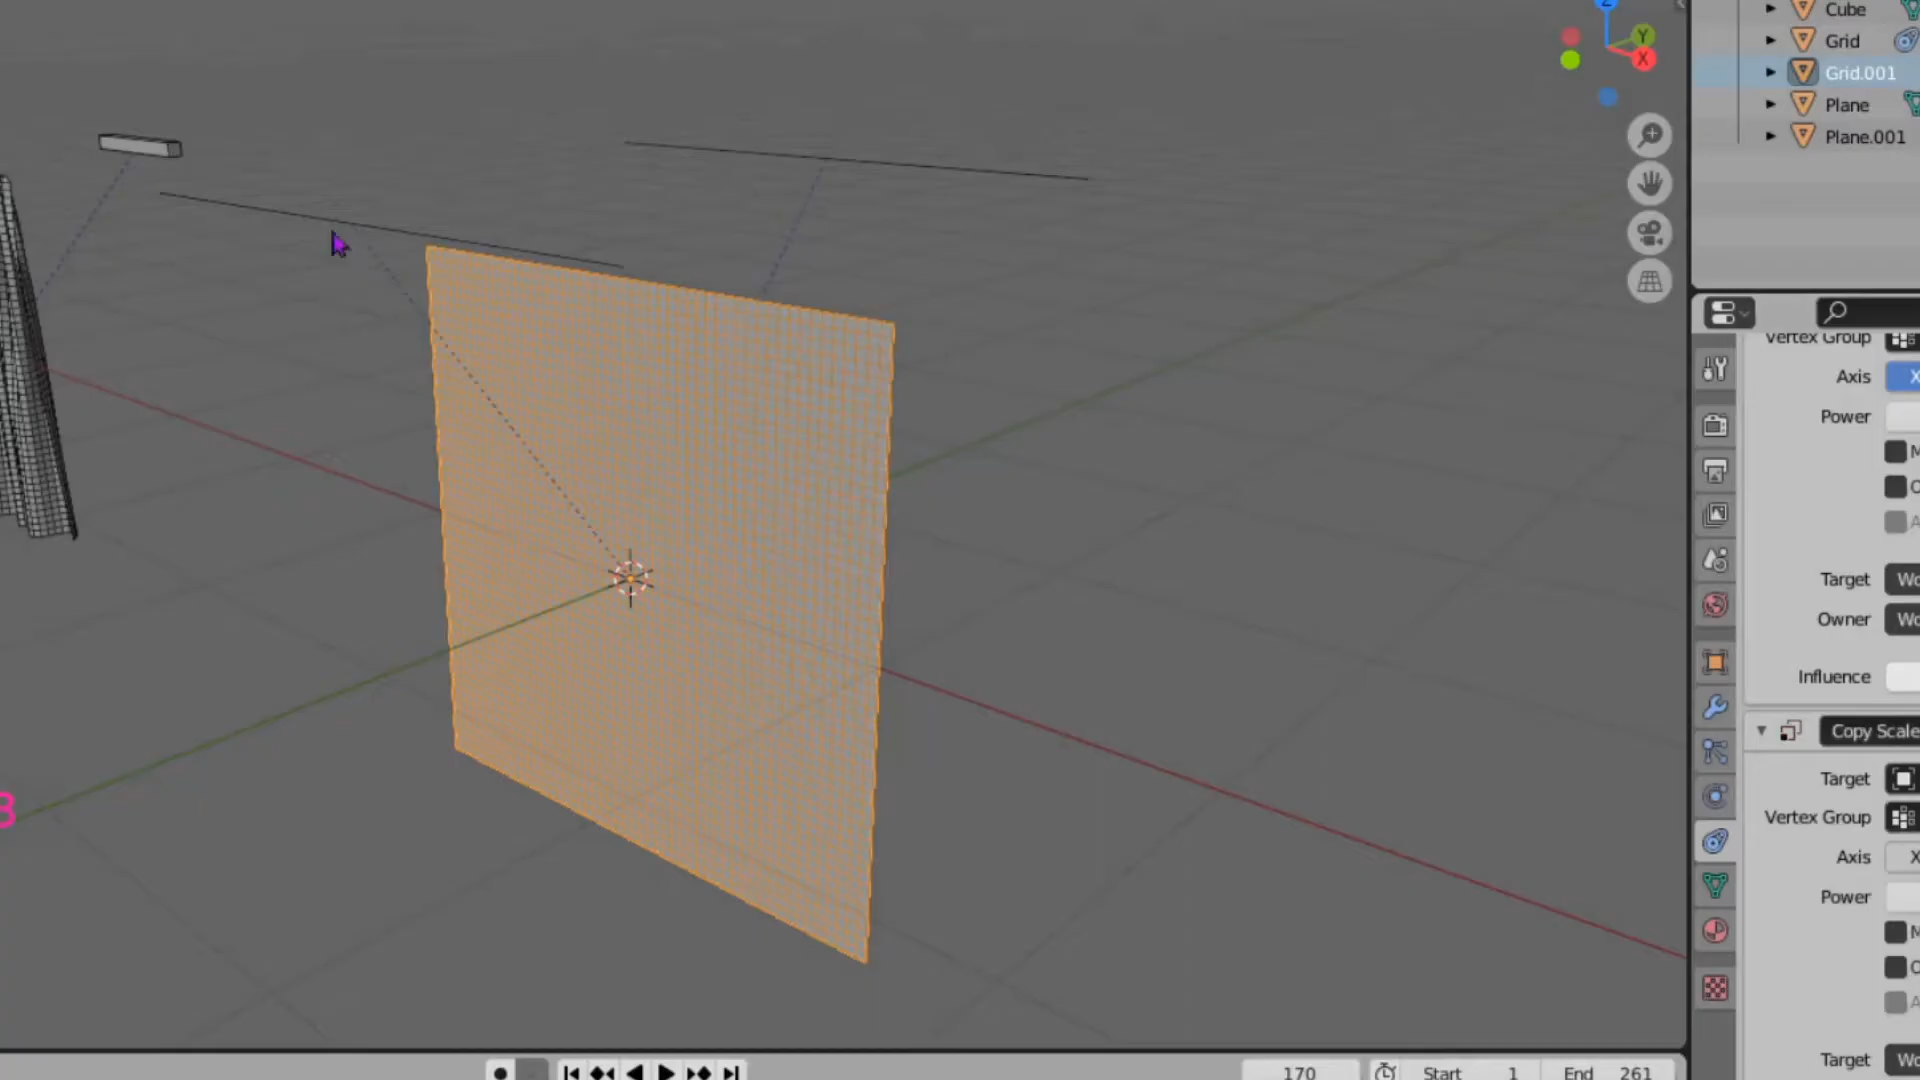 Z
Y
X
Cube
Grid
Grid.001
Plane
Plane.001
Vertex Group
Axis X
Power
Target
Owner
Influence
Copy Scale
Target
Vertex Group
Axis X
Power
Target
170 Start 1 End 261